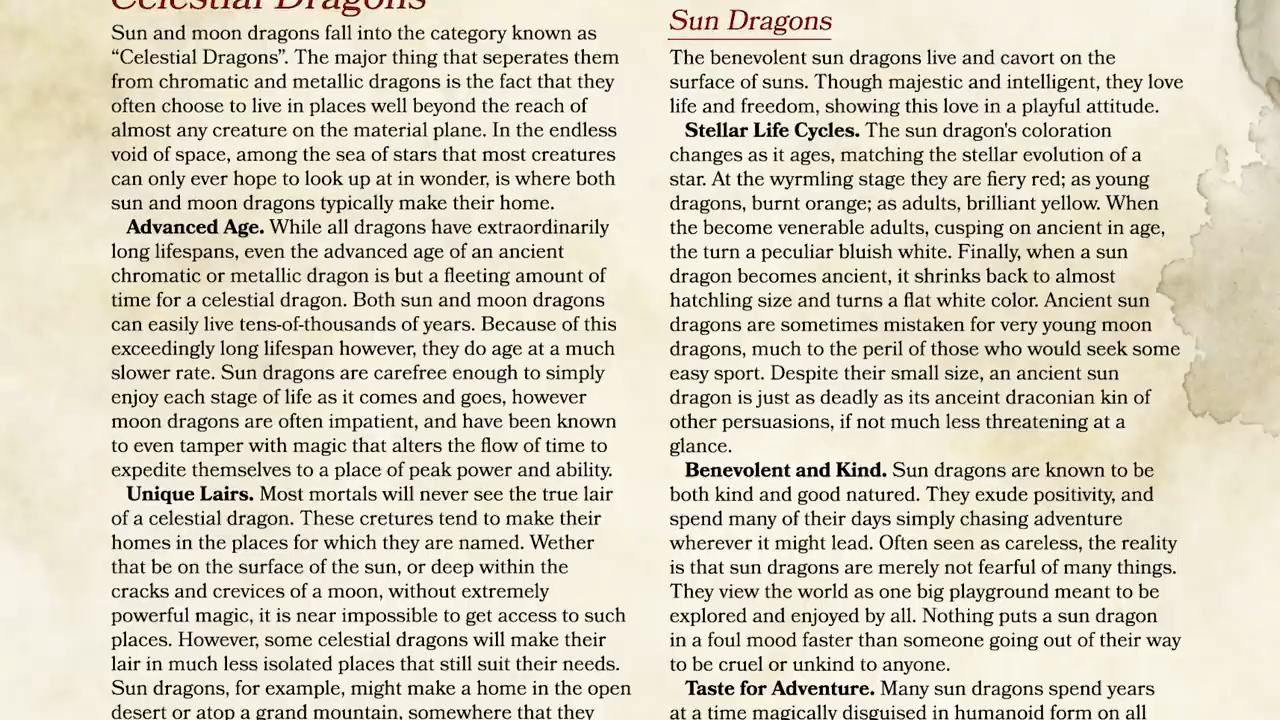 Celestial Dragons
Sun and moon dragons fall into the category known as
“Celestial Dragons”. The major thing that seperates them
from chromatic and metallic dragons is the fact that they
often choose to live in places well beyond the reach of
almost any creature on the material plane. In the endless
void of space, among the sea of stars that most creatures
can only ever hope to look up at in wonder, is where both
sun and moon dragons typically make their home.
Advanced Age. While all dragons have extraordinarily
long lifespans, even the advanced age of an ancient
chromatic or metallic dragon is but a fleeting amount of
time for a celestial dragon. Both sun and moon dragons
can easily live tens-of-thousands of years. Because of this
exceedingly long lifespan however, they do age at a much
slower rate. Sun dragons are carefree enough to simply
enjoy each stage of life as it comes and goes, however
moon dragons are often impatient, and have been known
to even tamper with magic that alters the flow of time to
expedite themselves to a place of peak power and ability.
Unique Lairs. Most mortals will never see the true lair
of a celestial dragon. These cretures tend to make their
homes in the places for which they are named. Wether
that be on the surface of the sun, or deep within the
cracks and crevices of a moon, without extremely
powerful magic, it is near impossible to get access to such
places. However, some celestial dragons will make their
lair in much less isolated places that still suit their needs.
Sun dragons, for example, might make a home in the open
desert or atop a grand mountain, somewhere that they
Sun Dragons
The benevolent sun dragons live and cavort on the
surface of suns. Though majestic and intelligent, they love
life and freedom, showing this love in a playful attitude.
Stellar Life Cycles. The sun dragon's coloration
changes as it ages, matching the stellar evolution of a
star. At the wyrmling stage they are fiery red; as young
dragons, burnt orange; as adults, brilliant yellow. When
the become venerable adults, cusping on ancient in age,
the turn a peculiar bluish white. Finally, when a sun
dragon becomes ancient, it shrinks back to almost
hatchling size and turns a flat white color. Ancient sun
dragons are sometimes mistaken for very young moon
dragons, much to the peril of those who would seek some
easy sport. Despite their small size, an ancient sun
dragon is just as deadly as its anceint draconian kin of
other persuasions, if not much less threatening at a
glance.
Benevolent and Kind. Sun dragons are known to be
both kind and good natured. They exude positivity, and
spend many of their days simply chasing adventure
wherever it might lead. Often seen as careless, the reality
is that sun dragons are merely not fearful of many things.
They view the world as one big playground meant to be
explored and enjoyed by all. Nothing puts a sun dragon
in a foul mood faster than someone going out of their way
to be cruel or unkind to anyone.
Taste for Adventure. Many sun dragons spend years
at a time magically disguised in humanoid form on all